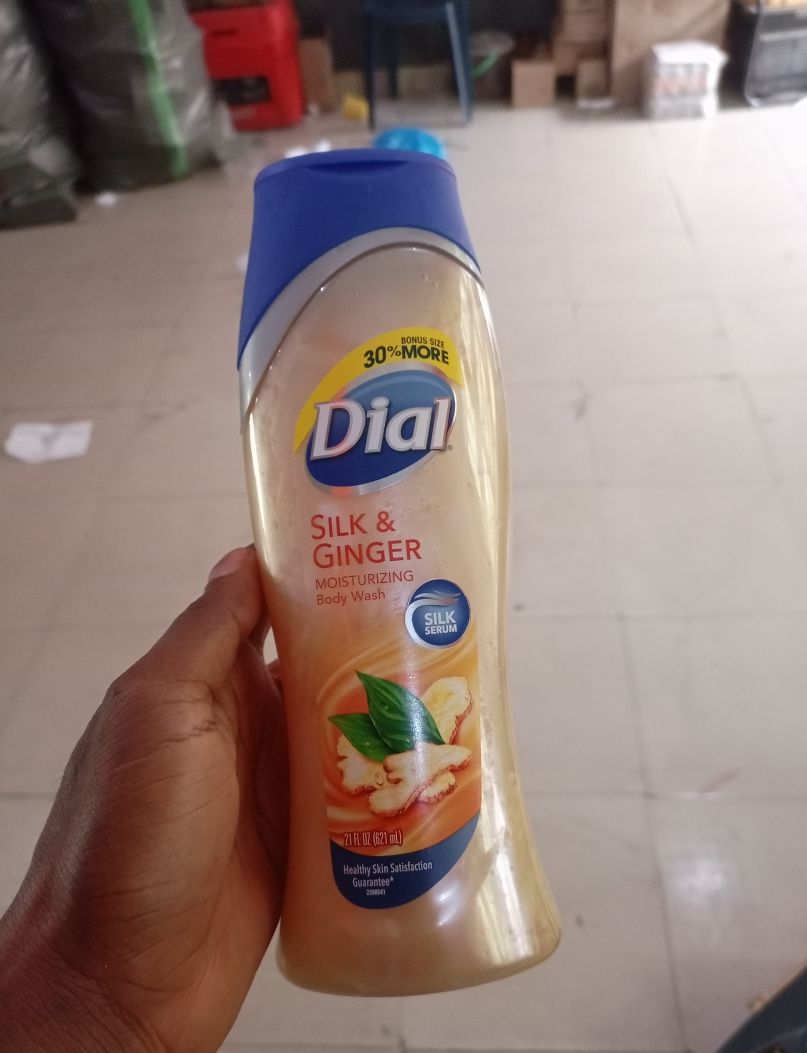 BONUS SIZE
30% MORE
Dial
SILK &
GINGER
MOISTURIZING
Body Wash
SILK
SERUM
21 FL OZ (621 mL)
Healthy Skin Satisfaction
Guarantee*